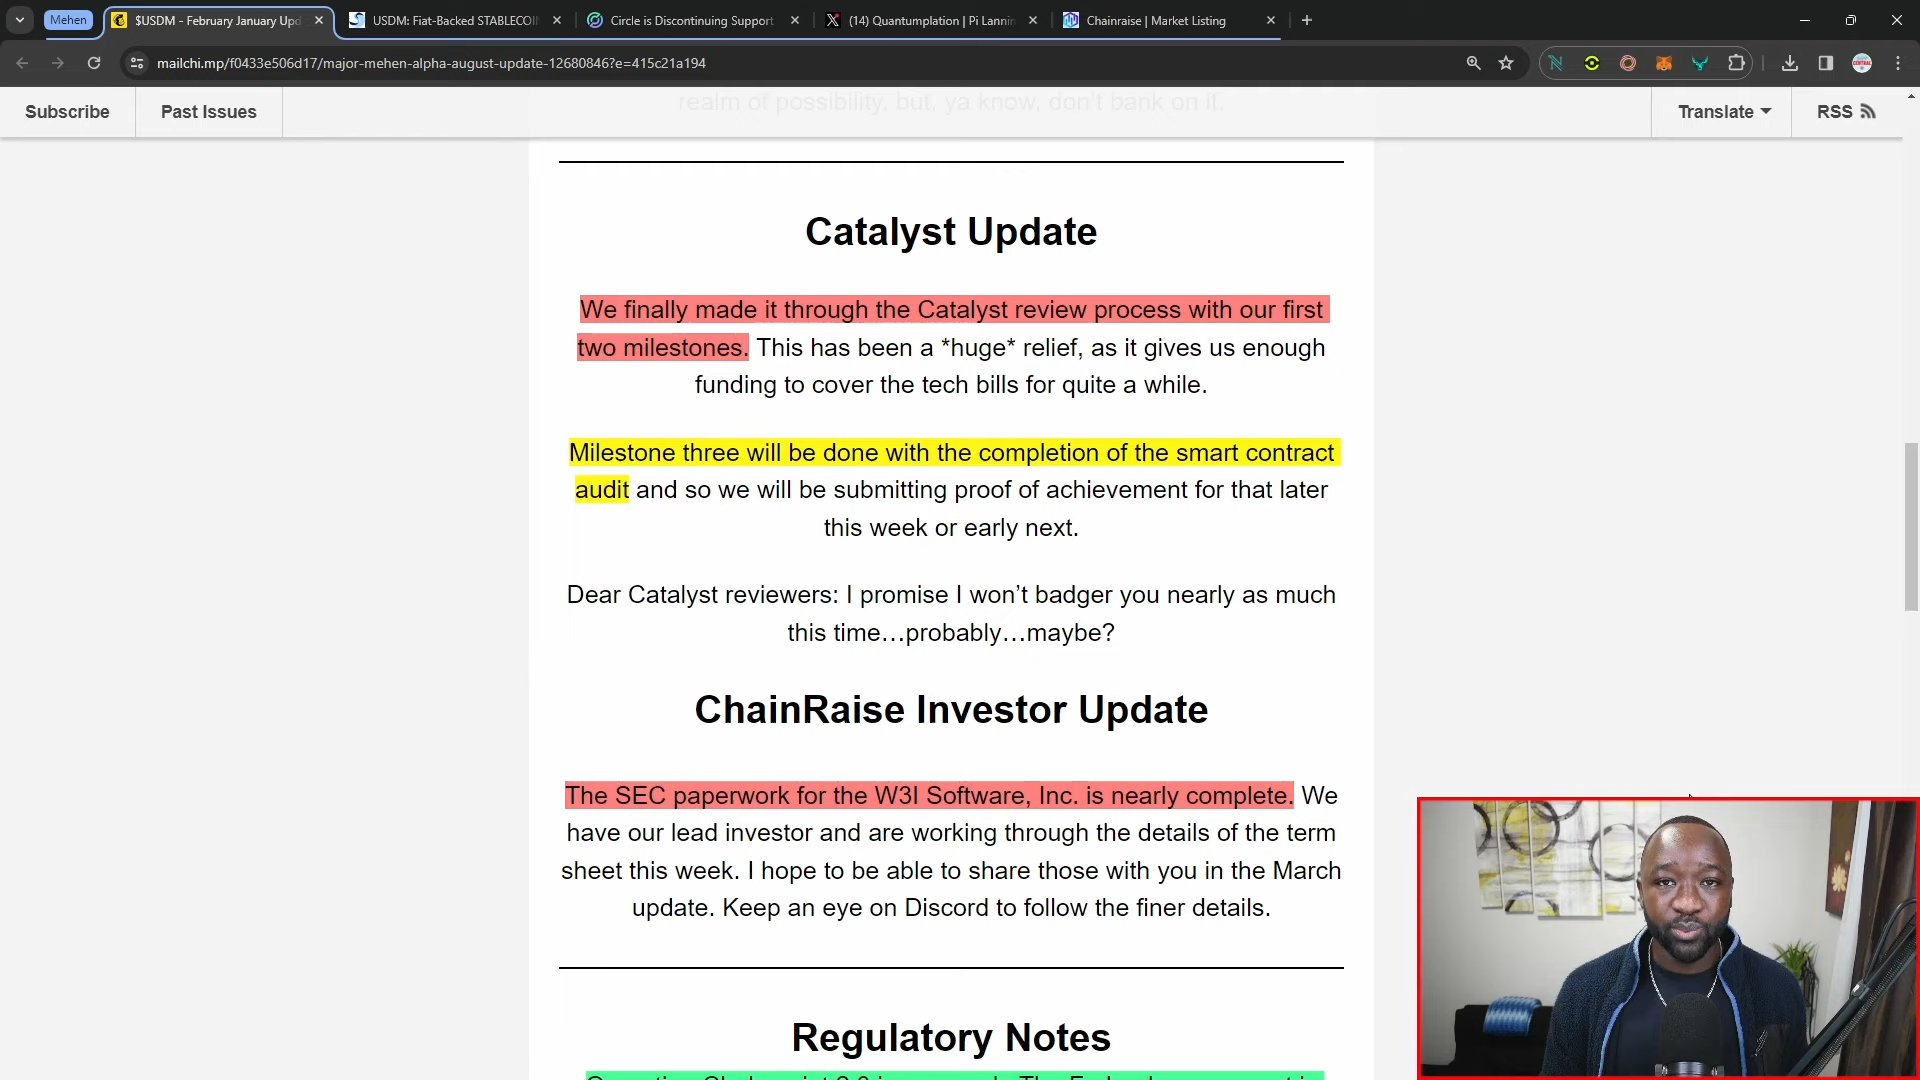 Mehen
$USDM - February January Upd
USDM: Fiat-Backed STABLECOIN
Circle is Discontinuing Support
(14) Quantumplation | Pi Lannin
Chainraise | Market Listing
mailchi.mp/f0433e506d17/major-mehen-alpha-august-update-12680846?e=415c21a194
Subscribe
Past Issues
Translate
RSS
realm of possibility, but, ya know, don't bank on it.
Catalyst Update
We finally made it through the Catalyst review process with our first
two milestones. This has been a *huge* relief, as it gives us enough
funding to cover the tech bills for quite a while.
Milestone three will be done with the completion of the smart contract
audit and so we will be submitting proof of achievement for that later
this week or early next.
Dear Catalyst reviewers: I promise I won’t badger you nearly as much
this time…probably…maybe?
ChainRaise Investor Update
The SEC paperwork for the W3I Software, Inc. is nearly complete. We
have our lead investor and are working through the details of the term
sheet this week. I hope to be able to share those with you in the March
update. Keep an eye on Discord to follow the finer details.
Regulatory Notes